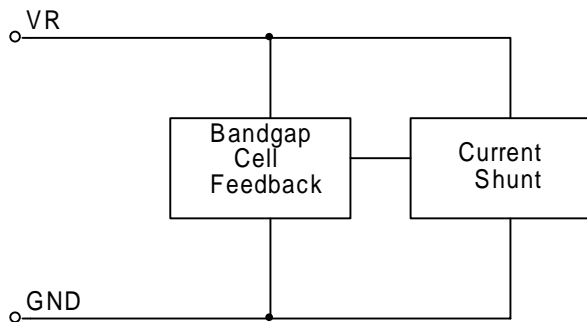 VR
Bandgap
Cell
Feedback
Current
Shunt
GND